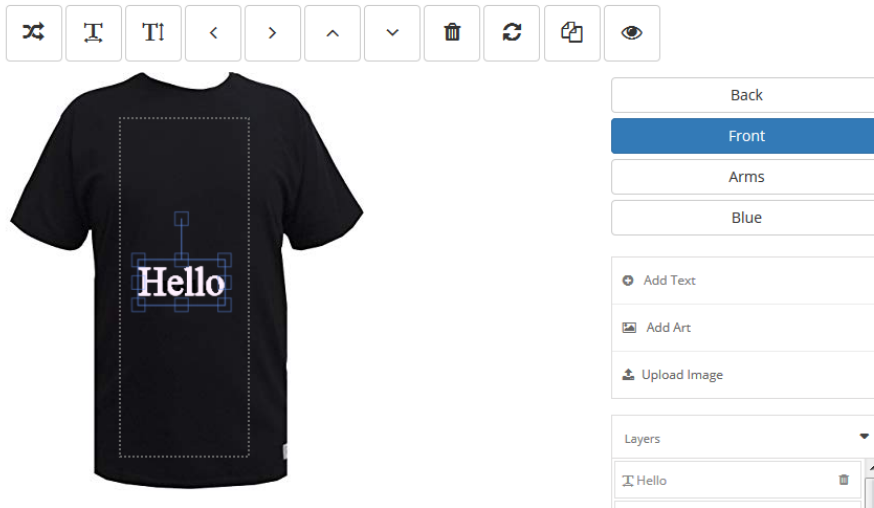 Back
Front
Arms
Blue
Hello
Add Text
Add Art
Upload Image
Layers
Hello